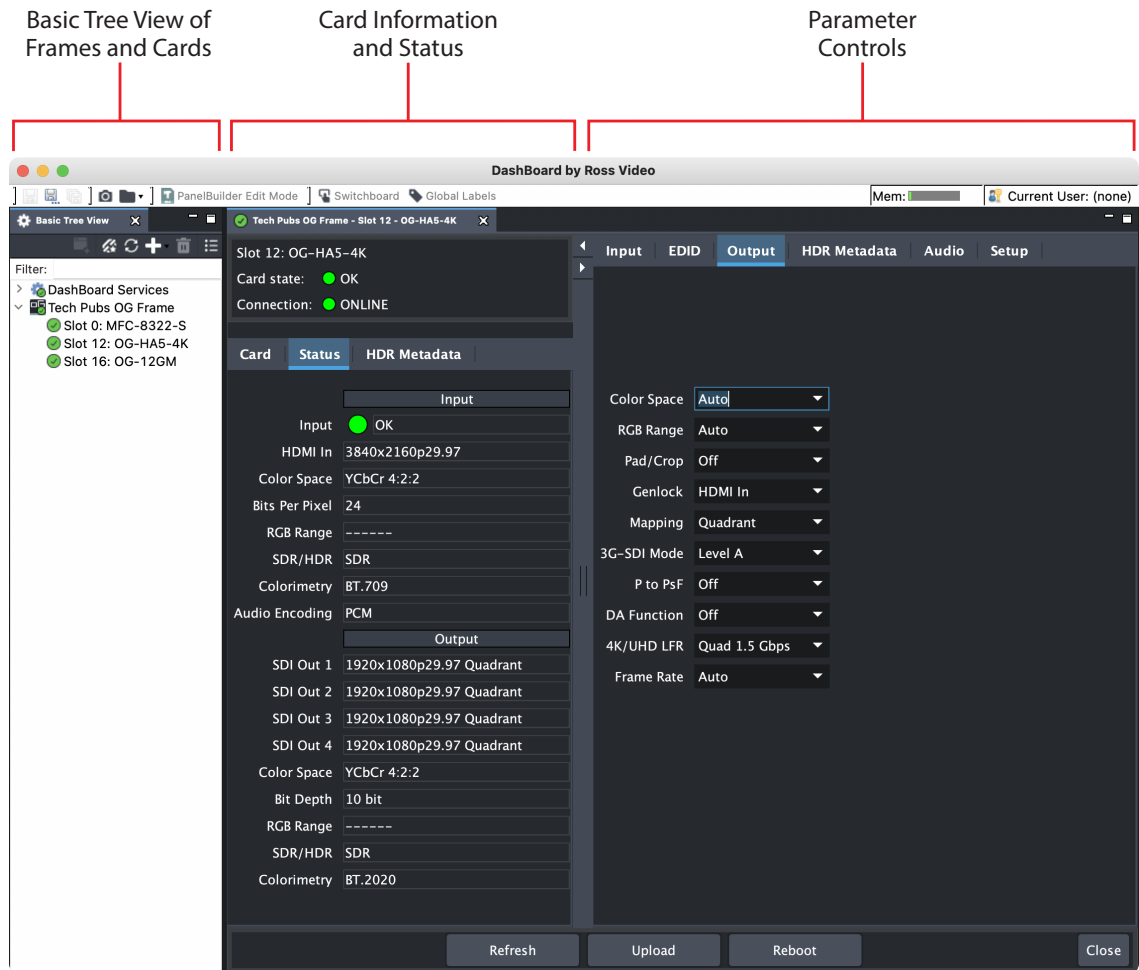 Basic Tree View of
Frames and Cards
Card Information
and Status
Parameter
Controls
DashBoard by Ross Video
PanelBuilder Edit Mode
Switchboard
Global Labels
Mem:
Current User: (none)
Basic Tree View
Filter:
DashBoard Services
Tech Pubs OG Frame
Slot 0: MFC-8322-S
Slot 12: OG-HA5-4K
Slot 16: OG-12GM
Tech Pubs OG Frame - Slot 12 - OG-HA5-4K
Slot 12: OG-HA5-4K
Card state: OK
Connection: ONLINE
Card Status HDR Metadata
Input
Input OK
HDMI In 3840x2160p29.97
Color Space YCbCr 4:2:2
Bits Per Pixel 24
RGB Range ------
SDR/HDR SDR
Colorimetry BT.709
Audio Encoding PCM
Output
SDI Out 1 1920x1080p29.97 Quadrant
SDI Out 2 1920x1080p29.97 Quadrant
SDI Out 3 1920x1080p29.97 Quadrant
SDI Out 4 1920x1080p29.97 Quadrant
Color Space YCbCr 4:2:2
Bit Depth 10 bit
RGB Range ------
SDR/HDR SDR
Colorimetry BT.2020
Input EDID Output HDR Metadata Audio Setup
Color Space Auto
RGB Range Auto
Pad/Crop Off
Genlock HDMI In
Mapping Quadrant
3G-SDI Mode Level A
P to PsF Off
DA Function Off
4K/UHD LFR Quad 1.5 Gbps
Frame Rate Auto
Refresh Upload Reboot Close